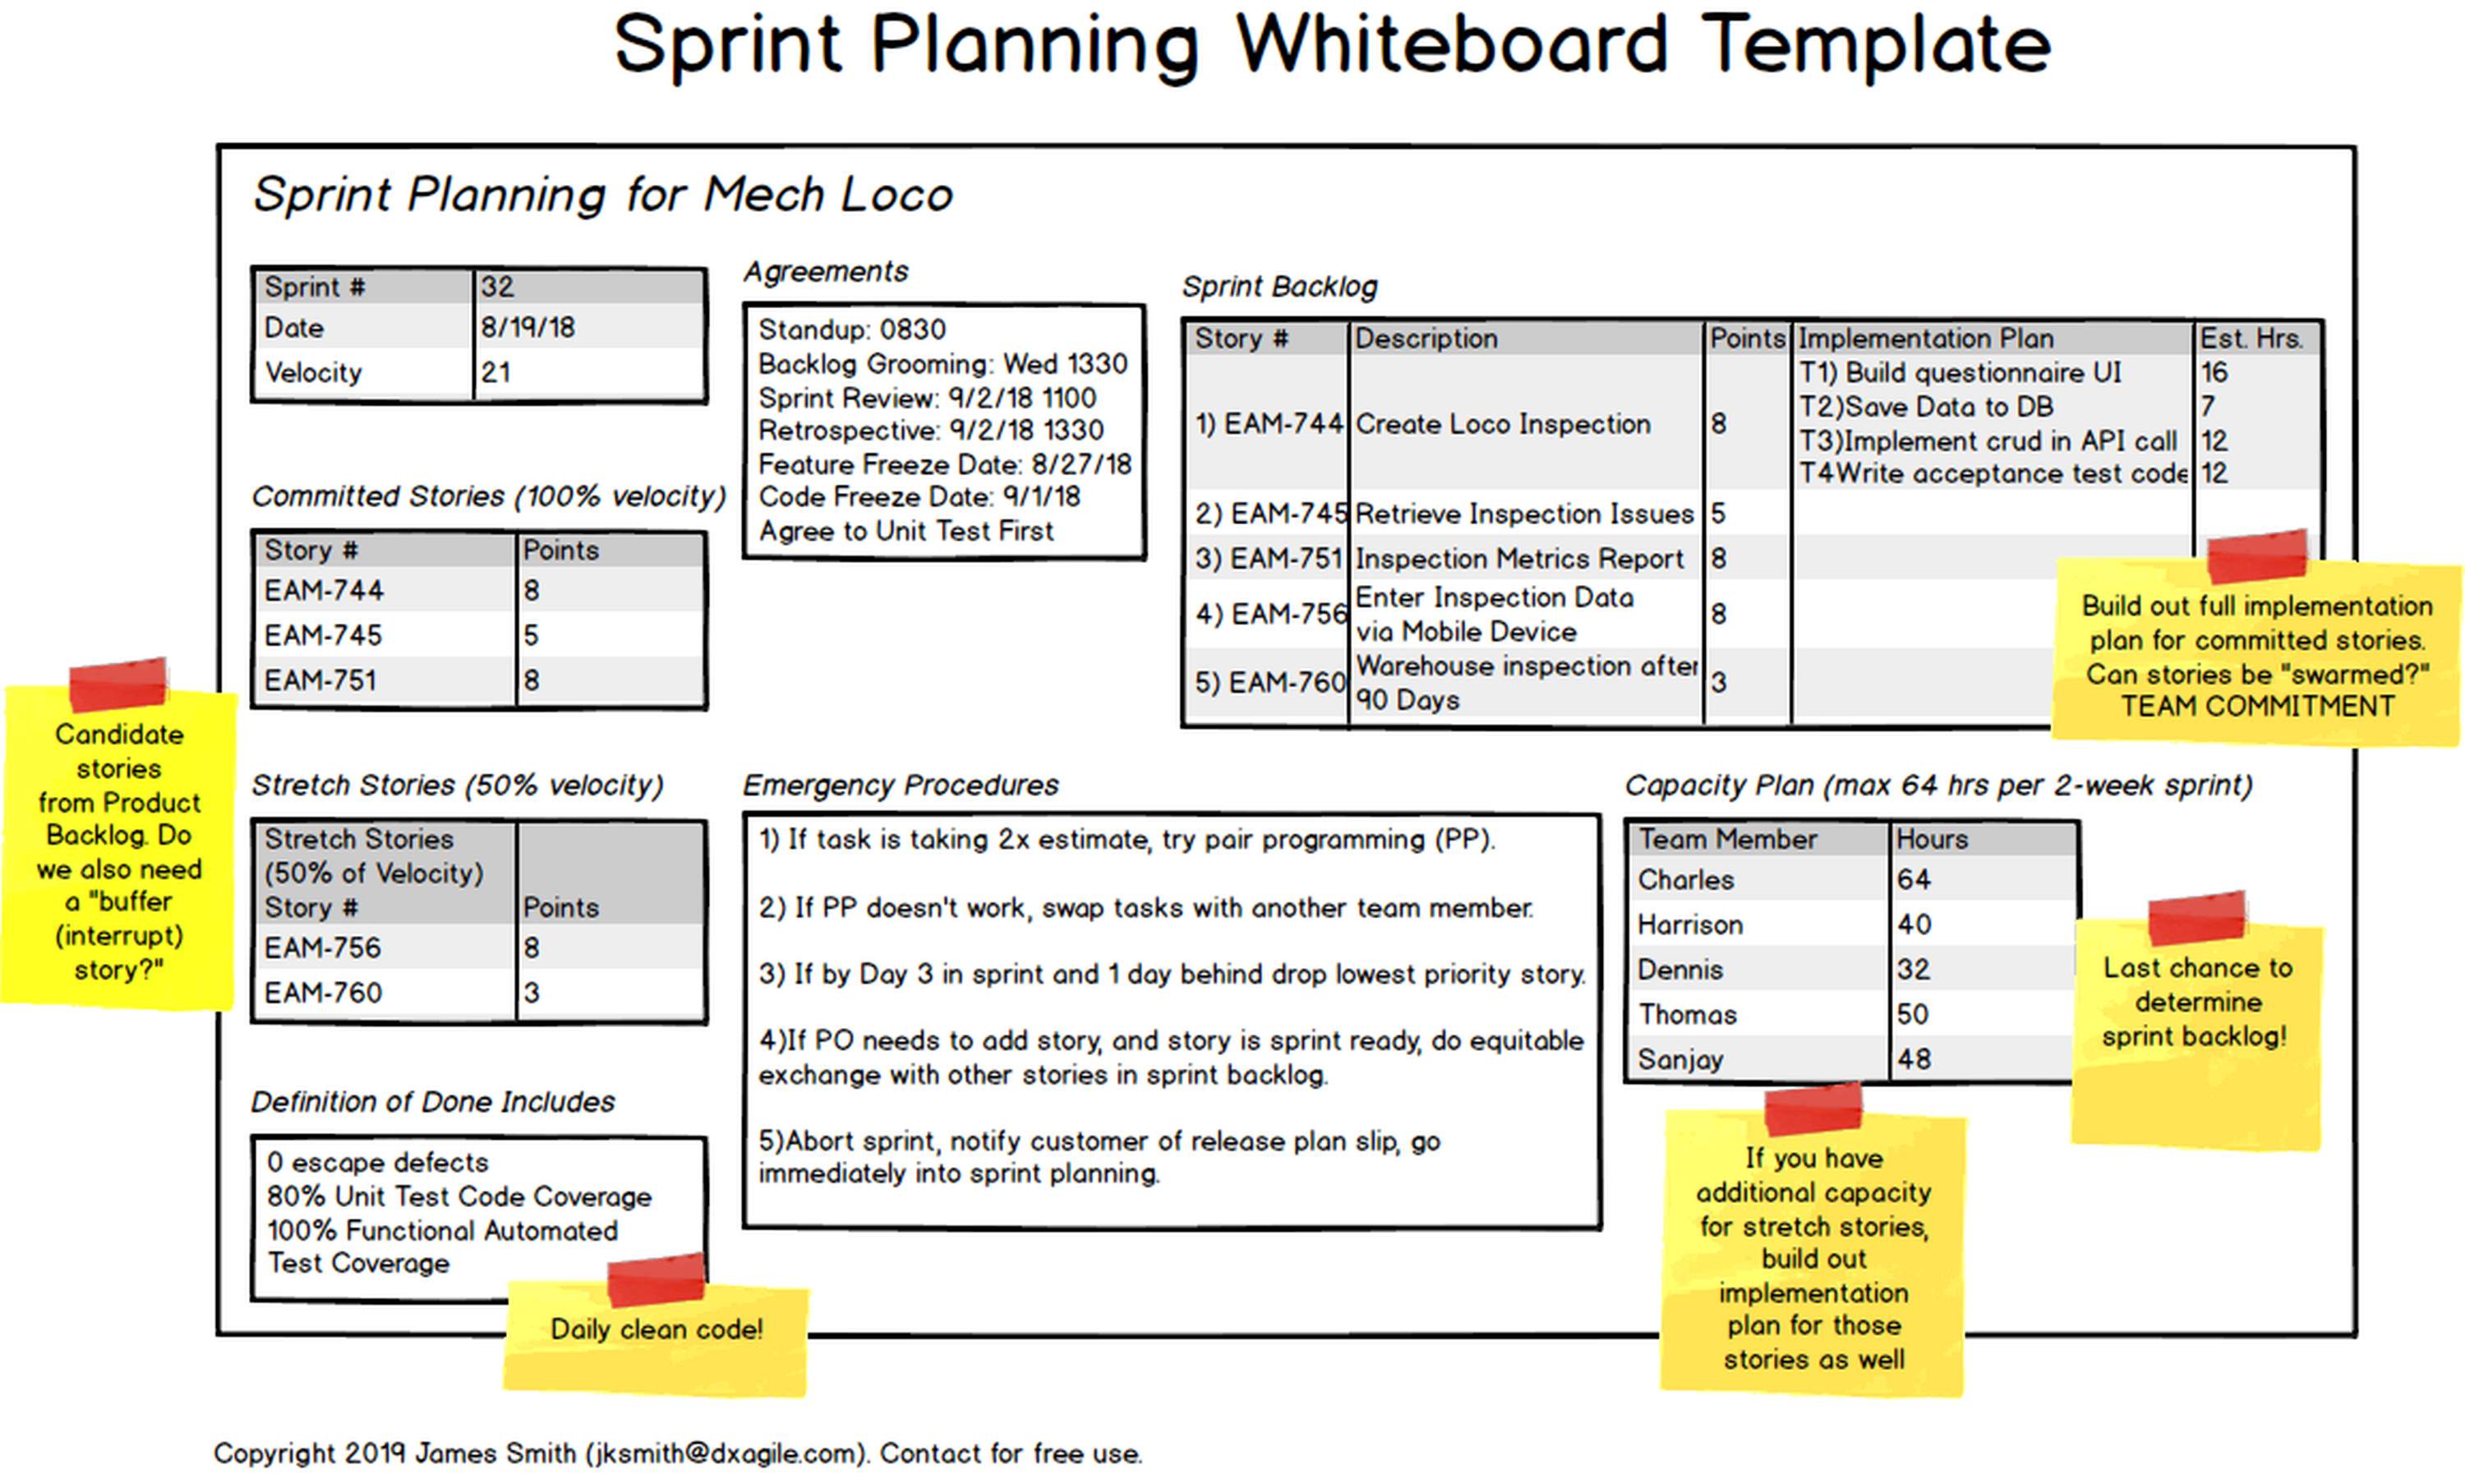 Sprint Planning Whiteboard Template
Sprint Planning for Mech Loco
Sprint # 32
Date 8/19/18
Velocity 21
Agreements
Standup: 0830
Backlog Grooming: Wed 1330
Sprint Review: 9/2/18 1100
Retrospective: 9/2/18 1330
Feature Freeze Date: 8/27/18
Code Freeze Date: 9/1/18
Agree to Unit Test First
Sprint Backlog
Story # Description Points Implementation Plan Est. Hrs.
1) EAM-744 Create Loco Inspection 8
T1) Build questionnaire UI 16
T2)Save Data to DB 7
T3)Implement crud in API call 12
T4Write acceptance test code 12
2) EAM-745 Retrieve Inspection Issues 5
3) EAM-751 Inspection Metrics Report 8
4) EAM-756 Enter Inspection Data
via Mobile Device 8
5) EAM-760 Warehouse inspection after
90 Days 3
Build out full implementation
plan for committed stories.
Can stories be "swarmed?"
TEAM COMMITMENT
Committed Stories (100% velocity)
Story # Points
EAM-744 8
EAM-745 5
EAM-751 8
Candidate
stories
from Product
Backlog. Do
we also need
a "buffer
(interrupt)
story?"
Stretch Stories (50% velocity)
Stretch Stories
(50% of Velocity)
Story # Points
EAM-756 8
EAM-760 3
Emergency Procedures
1) If task is taking 2x estimate, try pair programming (PP).
2) If PP doesn't work, swap tasks with another team member.
3) If by Day 3 in sprint and 1 day behind drop lowest priority story.
4)If PO needs to add story, and story is sprint ready, do equitable
exchange with other stories in sprint backlog.
5)Abort sprint, notify customer of release plan slip, go
immediately into sprint planning.
Capacity Plan (max 64 hrs per 2-week sprint)
Team Member Hours
Charles 64
Harrison 40
Dennis 32
Thomas 50
Sanjay 48
Last chance to
determine
sprint backlog!
If you have
additional capacity
for stretch stories,
build out
implementation
plan for those
stories as well
Definition of Done Includes
0 escape defects
80% Unit Test Code Coverage
100% Functional Automated
Test Coverage
Daily clean code!
Copyright 2019 James Smith (jksmith@dxagile.com). Contact for free use.